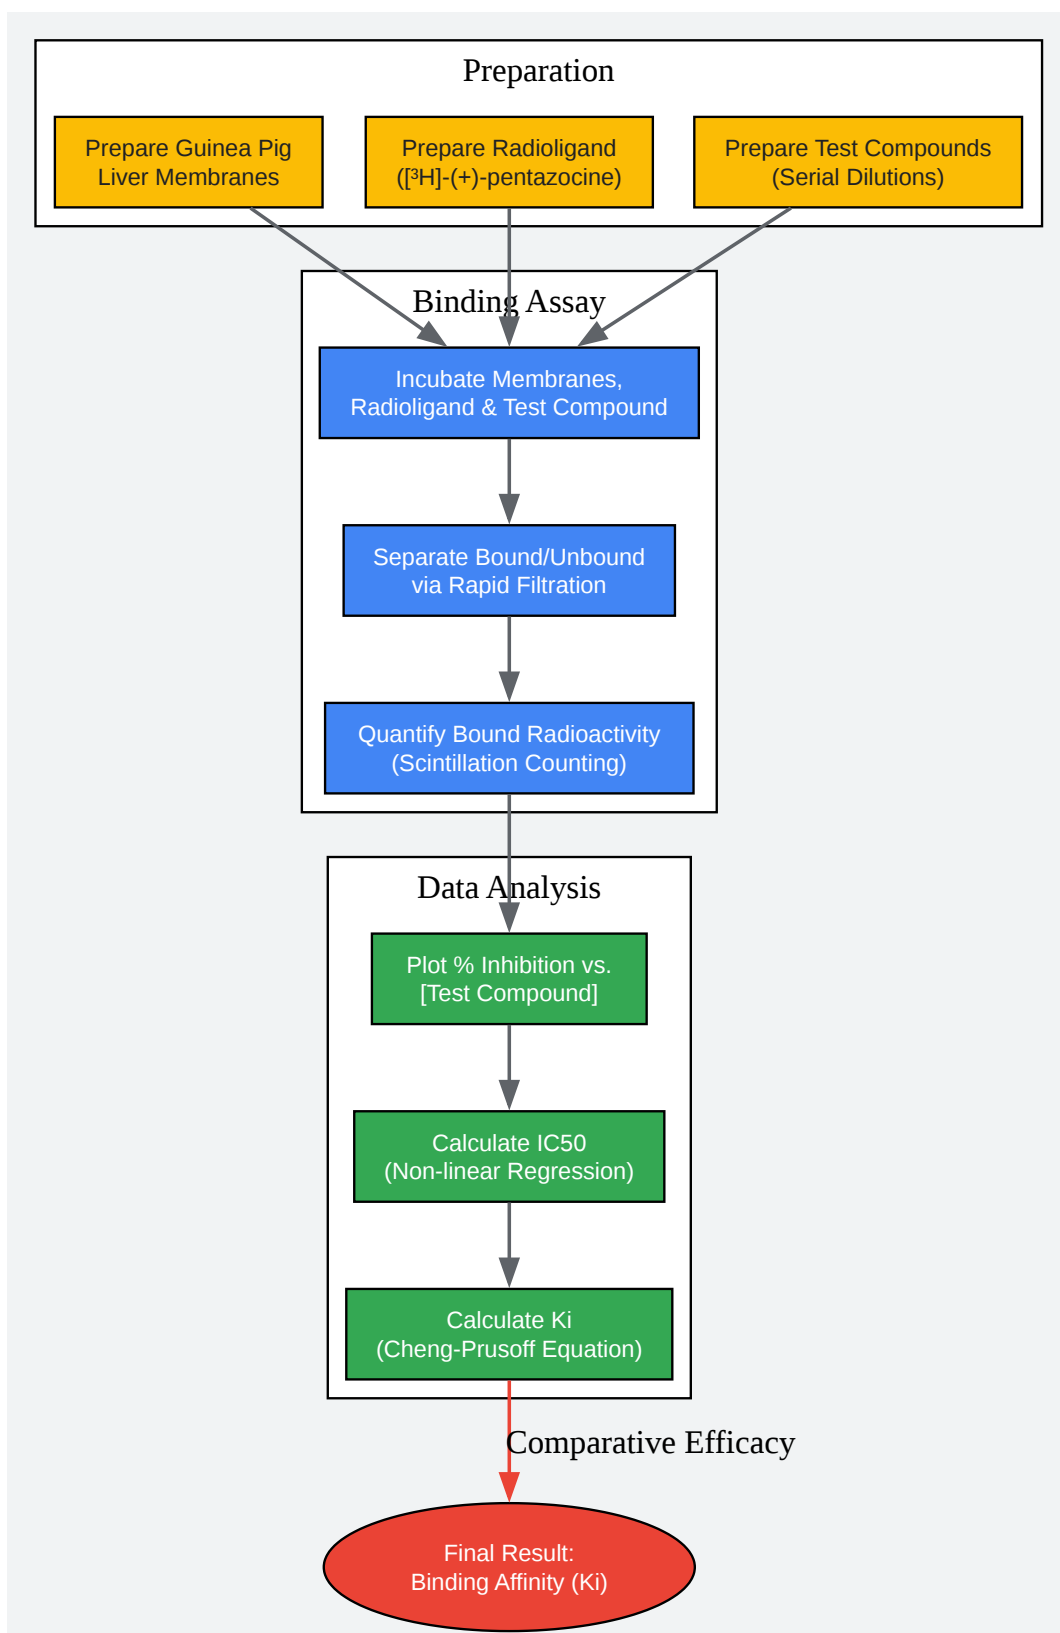 Preparation
Prepare Guinea Pig
Liver Membranes
Prepare Radioligand
([³H]-(+)-pentazocine)
Prepare Test Compounds
(Serial Dilutions)
Binding Assay
Incubate Membranes,
Radioligand & Test Compound
Separate Bound/Unbound
via Rapid Filtration
Quantify Bound Radioactivity
(Scintillation Counting)
Data Analysis
Plot % Inhibition vs.
[Test Compound]
Calculate IC50
(Non-linear Regression)
Calculate Ki
(Cheng-Prusoff Equation)
Comparative Efficacy
Final Result:
Binding Affinity (Ki)